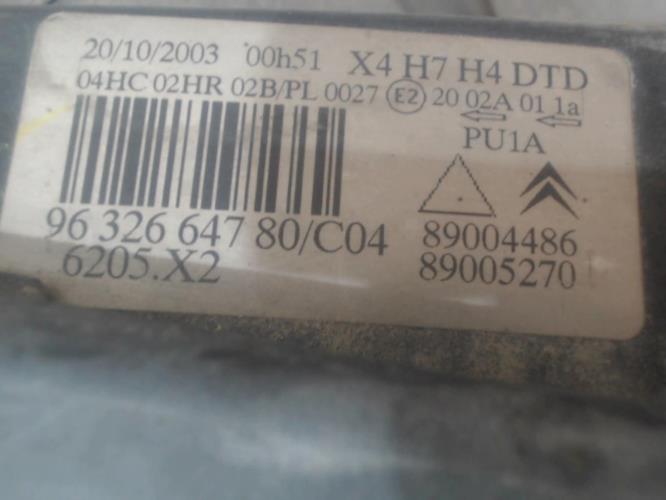 20/10/2003 00h51 X4 H7 H4 DTD
04HC 02HR 02B/PL 0027 E2 20 02A 01 1a
PU1A
96 326 647 80/C04 89004486
6205.X2 89005270